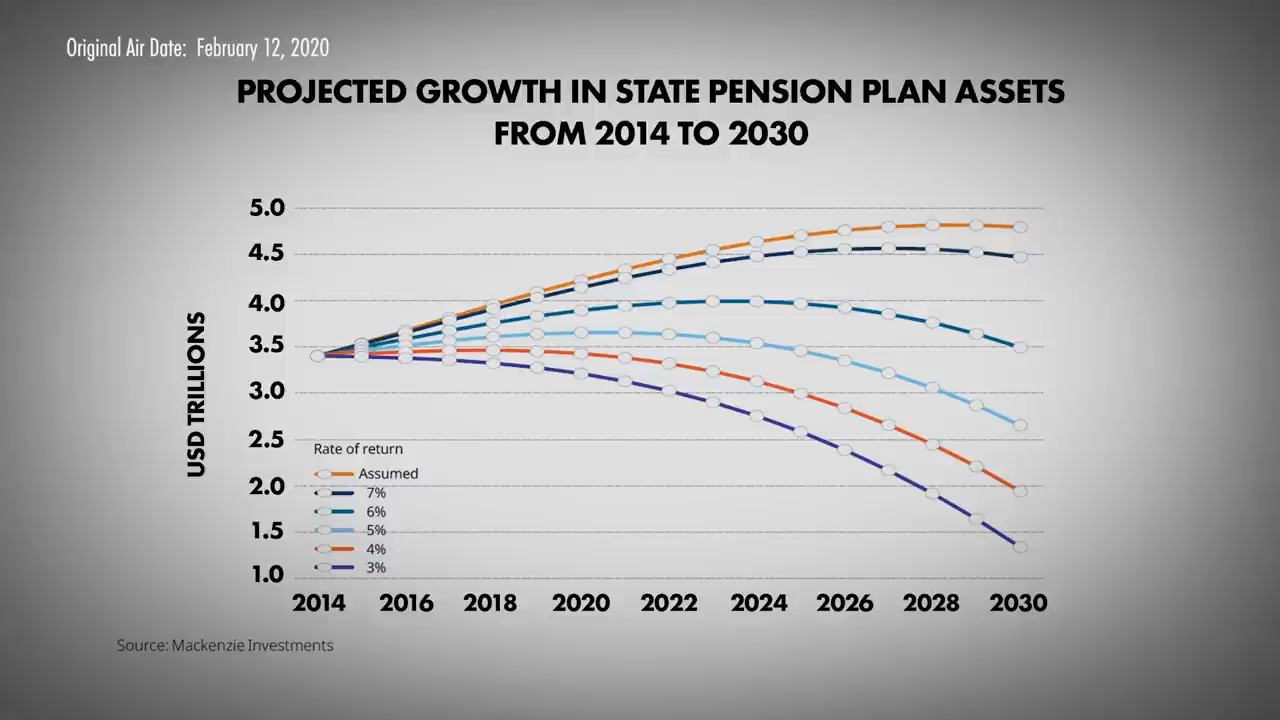 Original Air Date: February 12, 2020
PROJECTED GROWTH IN STATE PENSION PLAN ASSETS
FROM 2014 TO 2030
USD TRILLIONS
5.0
4.5
4.0
3.5
3.0
2.5
2.0
1.5
1.0
Rate of return
Assumed
7%
6%
5%
4%
3%
2014 2016 2018 2020 2022 2024 2026 2028 2030
Source: Mackenzie Investments